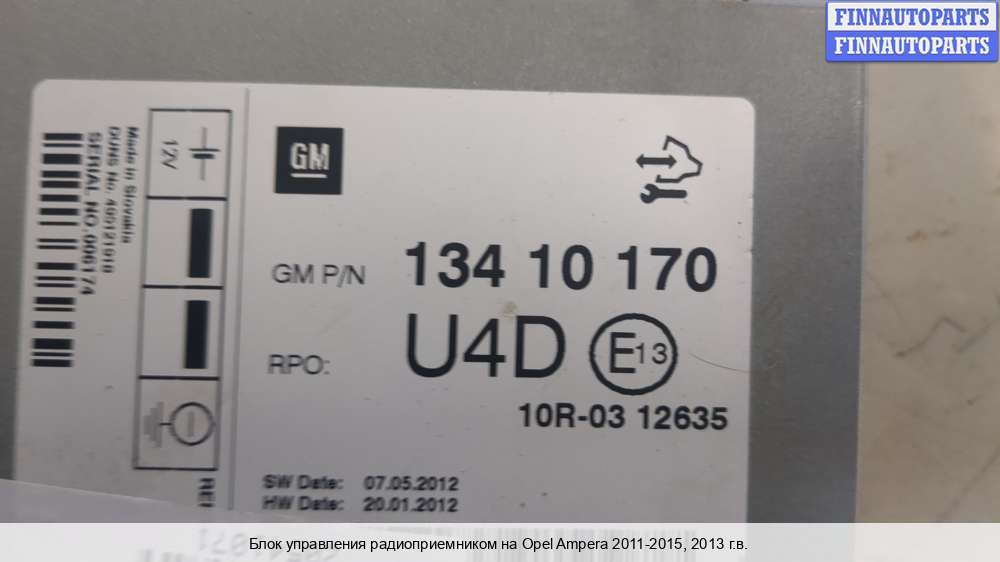 FINNAUTOPARTS
FINNAUTOPARTS
Made in Slovakia
DUNS No.
SERIAL NO.006174
12V
GM
GM P/N 134 10 170
RPO: U4D E13
10R-03 12635
SW Date: 07.05.2012
HW Date: 20.01.2012
Блок управления радиоприемником на Opel Ampera 2011-2015, 2013 г.в.